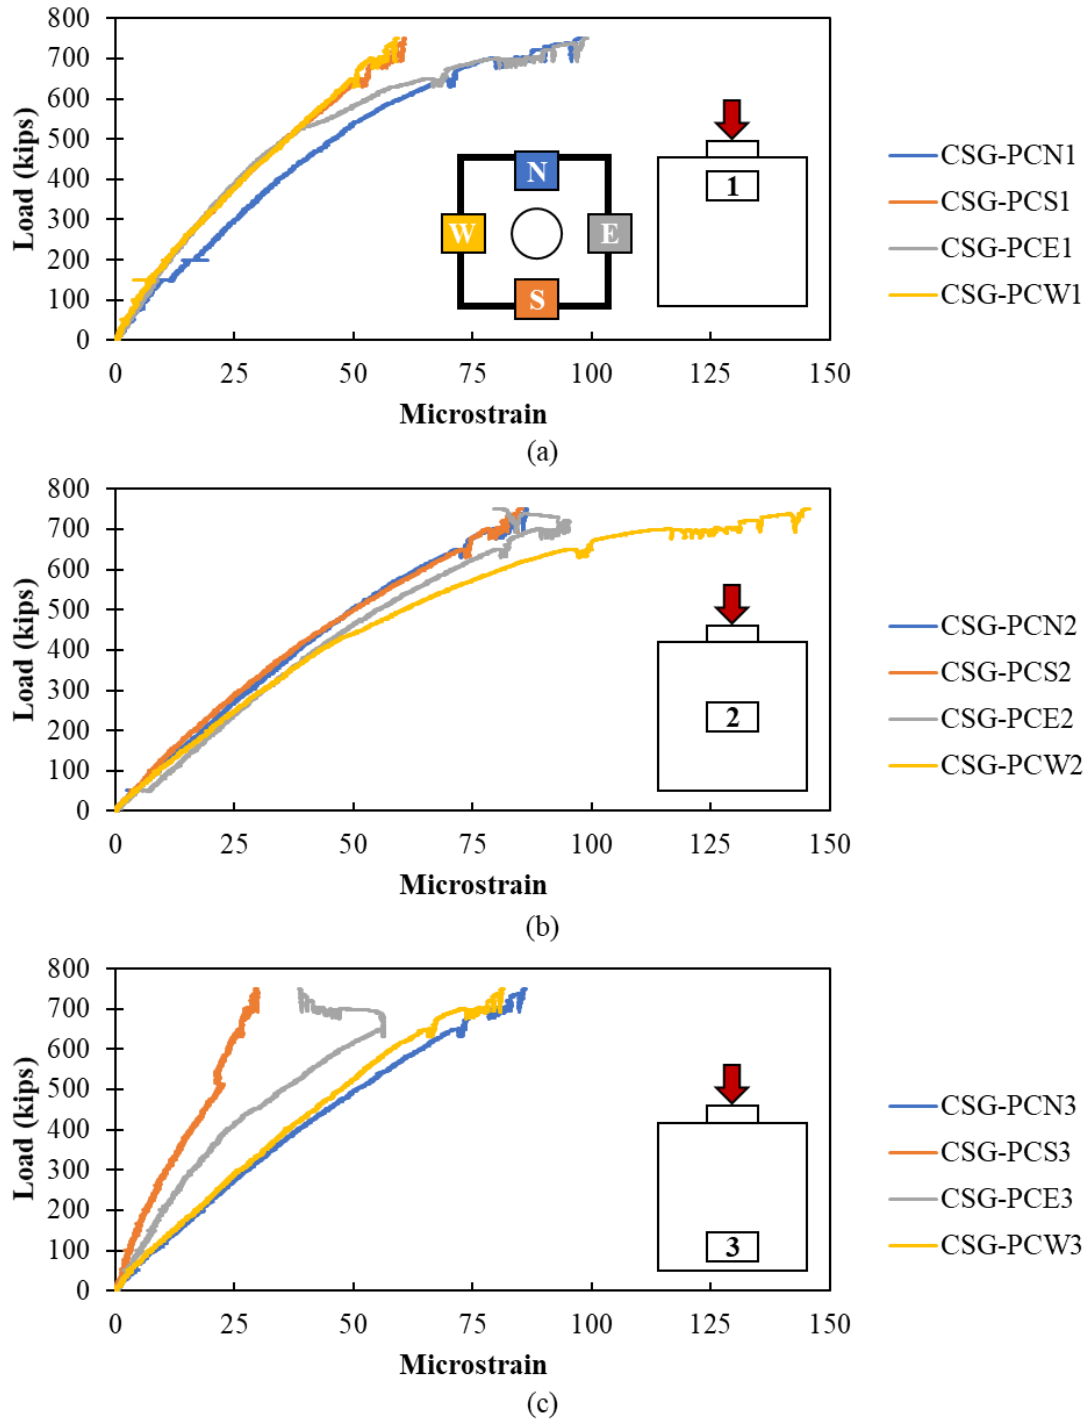 800
700
600
500
400
300
200
100
0
Load (kips)
N
W
E
S
1
CSG-PCN1
CSG-PCS1
CSG-PCE1
CSG-PCW1
0 25 50 75 100 125 150
Microstrain
(a)
800
700
600
500
400
300
200
100
0
Load (kips)
2
CSG-PCN2
CSG-PCS2
CSG-PCE2
CSG-PCW2
0 25 50 75 100 125 150
Microstrain
(b)
800
700
600
500
400
300
200
100
0
Load (kips)
3
CSG-PCN3
CSG-PCS3
CSG-PCE3
CSG-PCW3
0 25 50 75 100 125 150
Microstrain
(c)